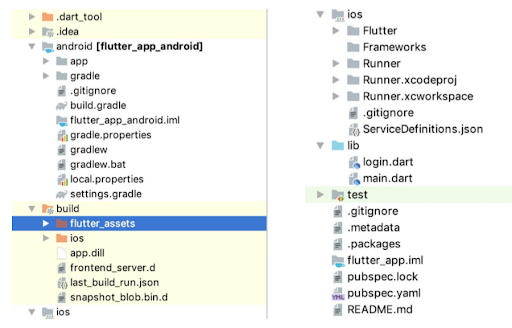 .dart_tool
.idea
android [flutter_app_android]
app
gradle
.gitignore
build.gradle
flutter_app_android.iml
gradle.properties
gradlew
gradlew.bat
local.properties
settings.gradle
build
flutter_assets
ios
app.dill
frontend_server.d
last_build_run.json
snapshot_blob.bin.d
ios
ios
Flutter
Frameworks
Runner
Runner.xcodeproj
Runner.xcworkspace
.gitignore
ServiceDefinitions.json
lib
login.dart
main.dart
test
.gitignore
.metadata
.packages
flutter_app.iml
pubspec.lock
YML pubspec.yaml
README.md